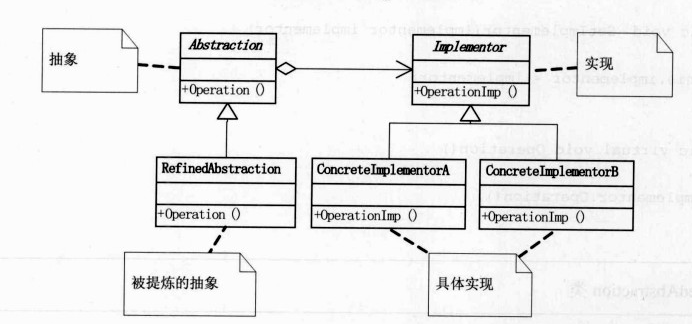 抽象
Abstraction
+Operation ()
Implementor
+OperationImp ()
实现
RefinedAbstraction
+Operation ()
ConcreteImplementorA
+OperationImp ()
ConcreteImplementorB
+OperationImp ()
被提炼的抽象
具体实现